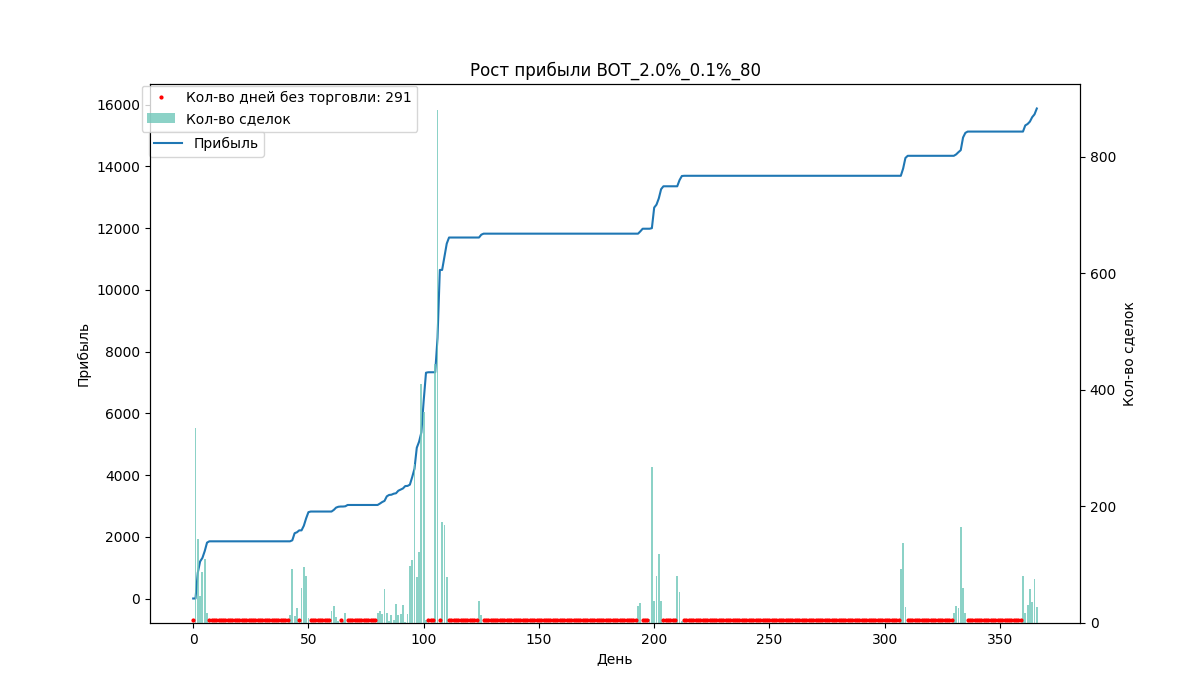 Рост прибыли BOT_2.0%_0.1%_80
Кол-во дней без торговли: 291
Кол-во сделок
Прибыль
16000
14000
12000
10000
8000
6000
4000
2000
0
Прибыль
800
600
400
200
0
Кол-во сделок
0 50 100 150 200 250 300 350
День